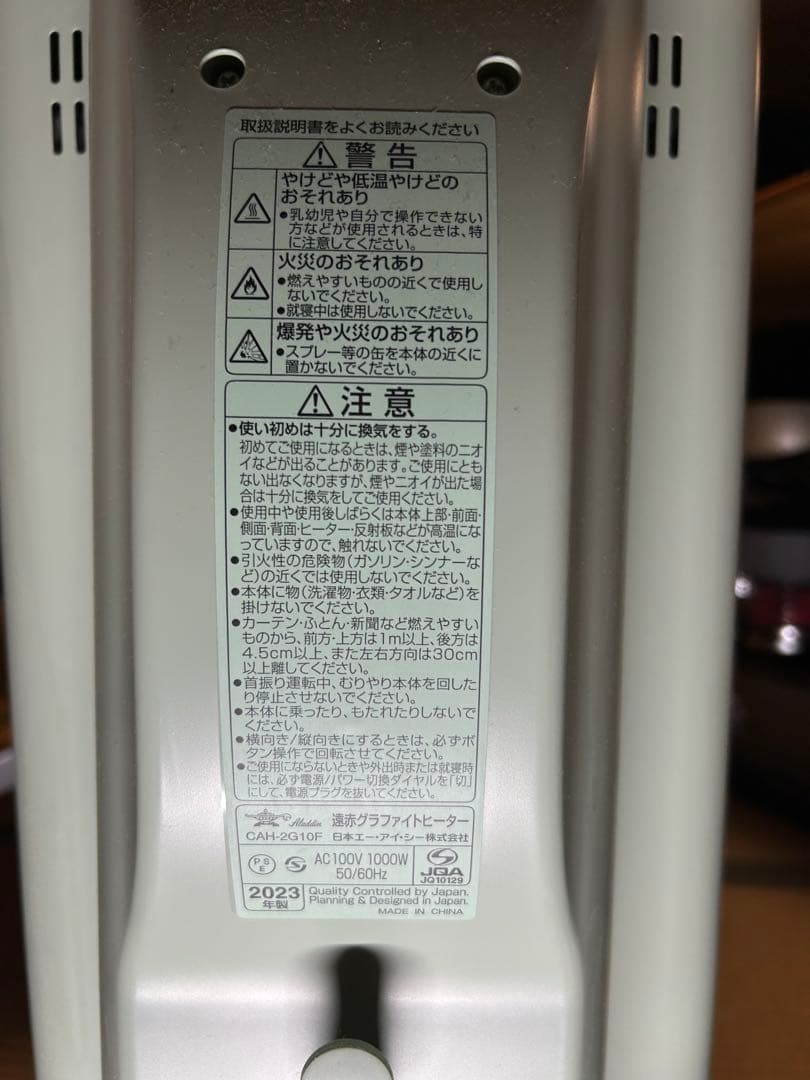 取扱説明書をよくお読みください
警告
やけどや低温やけどの
おそれあり
●乳幼児や自分で操作できない
方などが使用されるときは、特
に注意してください。
火災のおそれあり
●燃えやすいものの近くで使用し
ないでください。
●就寝中は使用しないでください。
爆発や火災のおそれあり
●スプレー等の缶を本体の近くに
置かないでください。
注意
●使い初めは十分に換気をする。
初めてご使用になるときは、煙や塗料のニオ
イなどが出ることがあります。ご使用にとも
ない出なくなりますが、煙やニオイが出た場
合は十分に換気をしてご使用ください。
●使用中や使用後しばらくは本体上部・前面・
側面・背面・ヒーター・反射板などが高温にな
っていますので、触れないでください。
●引火性の危険物(ガソリン・シンナーな
ど)の近くでは使用しないでください。
●本体に物(洗濯物・衣類・タオルなど)を
掛けないでください。
●カーテン・ふとん・新聞など燃えやすい
ものから、前方・上方は1m以上、後方は
4.5cm以上、また左右方向は30cm
以上離してください。
●首振り運転中、むりやり本体を回した
り停止させないでください。
●本体に乗ったり、もたれたりしないで
ください。
●横向き/縦向きにするときは、必ずボ
タン操作で回転させてください。
●ご使用にならないときや外出時または就寝時
には、必ず電源/パワー切換ダイヤルを「切」
にして、電源プラグを抜いてください。
Aladdin 遠赤グラファイトヒーター
CAH-2G10F 日本エー・アイ・シー株式会社
PSE AC100V 1000W
50/60Hz
JQA
JQ10129
2023
年製
Quality Controlled by Japan.
Planning & Designed in Japan.
MADE IN CHINA